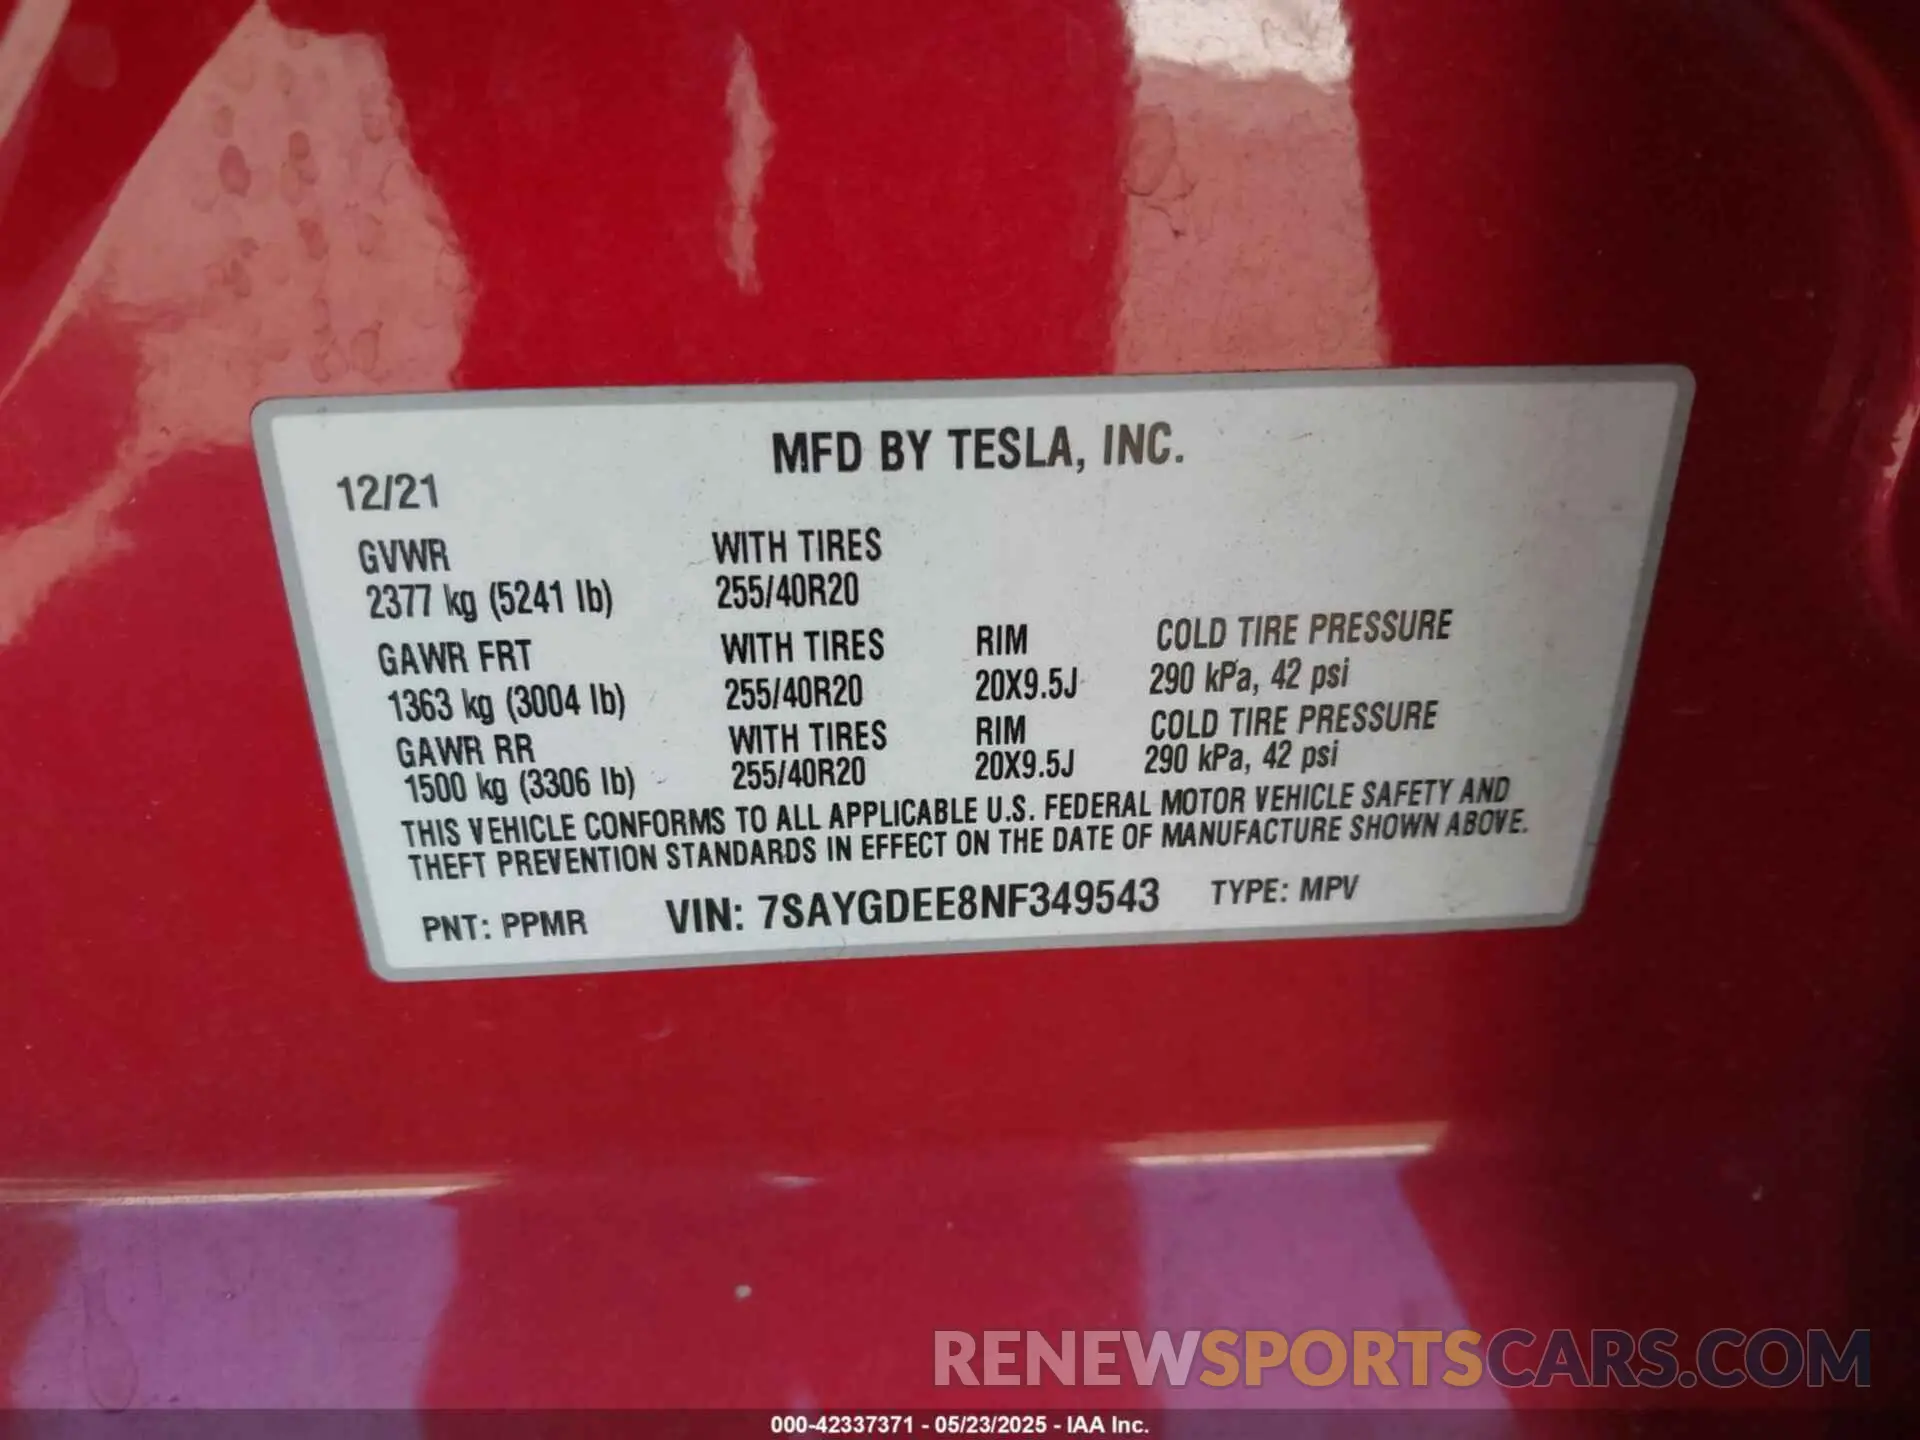 MFD BY TESLA, INC.
12/21
GVWR WITH TIRES
2377 kg (5241 lb) 255/40R20
GAWR FRT WITH TIRES RIM COLD TIRE PRESSURE
1363 kg (3004 lb) 255/40R20 20X9.5J 290 kPa, 42 psi
GAWR RR WITH TIRES RIM COLD TIRE PRESSURE
1500 kg (3306 lb) 255/40R20 20X9.5J 290 kPa, 42 psi
THIS VEHICLE CONFORMS TO ALL APPLICABLE U.S. FEDERAL MOTOR VEHICLE SAFETY AND
THEFT PREVENTION STANDARDS IN EFFECT ON THE DATE OF MANUFACTURE SHOWN ABOVE.
PNT: PPMR VIN: 7SAYGDEE8NF349543 TYPE: MPV
RENEWSPORTSCARS.COM
000-42337371 - 05/23/2025 - IAA Inc.